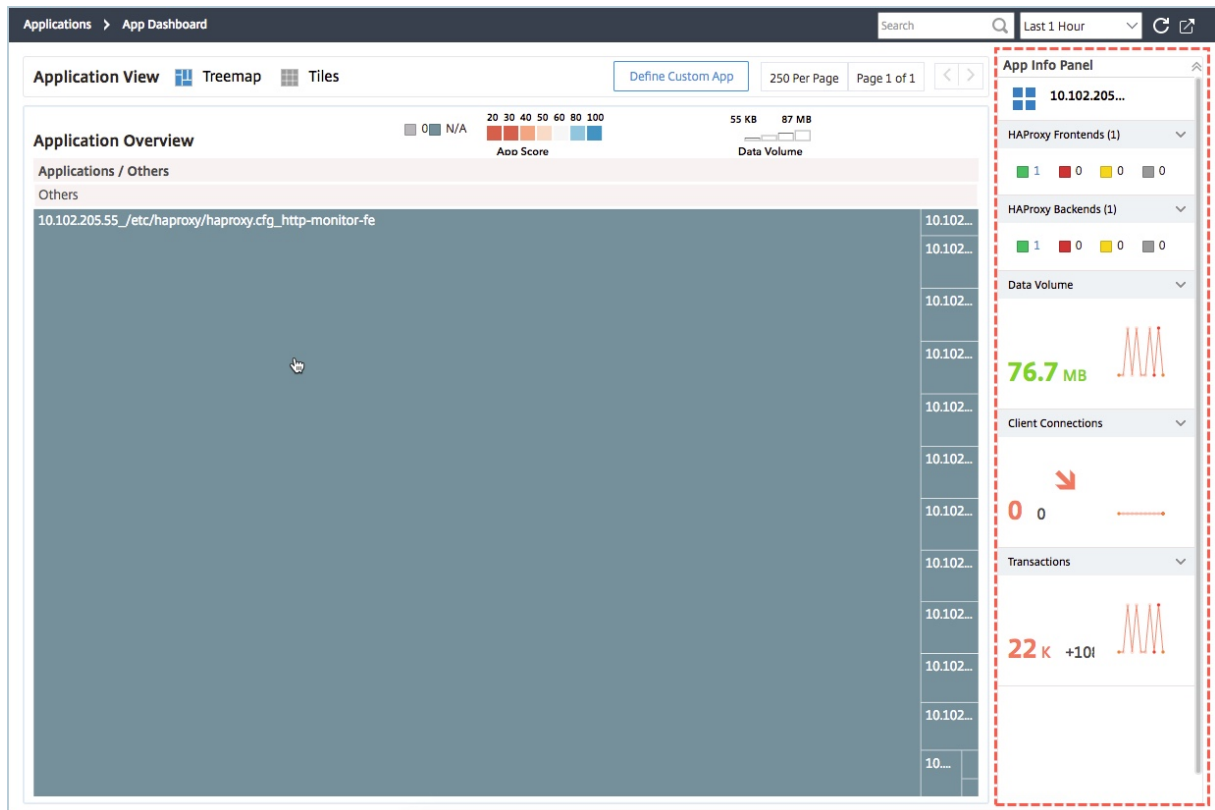 Applications > App Dashboard
Search
Last 1 Hour
Application View Treemap Tiles
Define Custom App
250 Per Page
Page 1 of 1
Application Overview
0 N/A
20 30 40 50 60 80 100
App Score
55 KB 87 MB
Data Volume
Applications / Others
Others
10.102.205.55_/etc/haproxy/haproxy.cfg_http-monitor-fe
10.102...
10.102...
10.102...
10.102...
10.102...
10.102...
10.102...
10.102...
10.102...
10.102...
10.102...
10....
App Info Panel
10.102.205...
HAProxy Frontends (1)
1 0 0 0
HAProxy Backends (1)
1 0 0 0
Data Volume
76.7 MB
Client Connections
0 0
Transactions
22 K +108